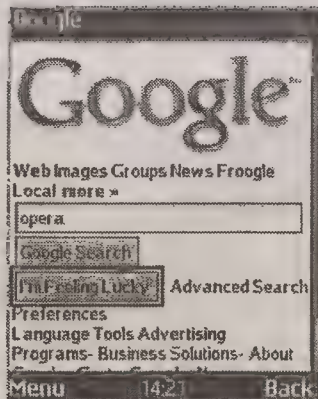 Google
Google™
Web Images Groups News Froogle
Local more »
opera
Google Search
I'm Feeling Lucky Advanced Search
Preferences
Language Tools Advertising
Programs- Business Solutions- About
Menu 14:21 Back